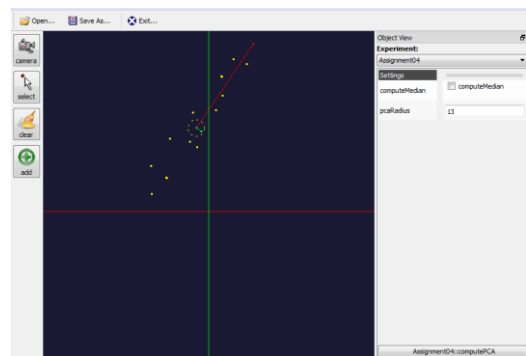 Open... Save As... Exit...
camera
select
clear
add
Object View
Experiment:
Assignment04
Settings
computeMedian computeMedian
pcaRadius 13
Assignment04::computePCA